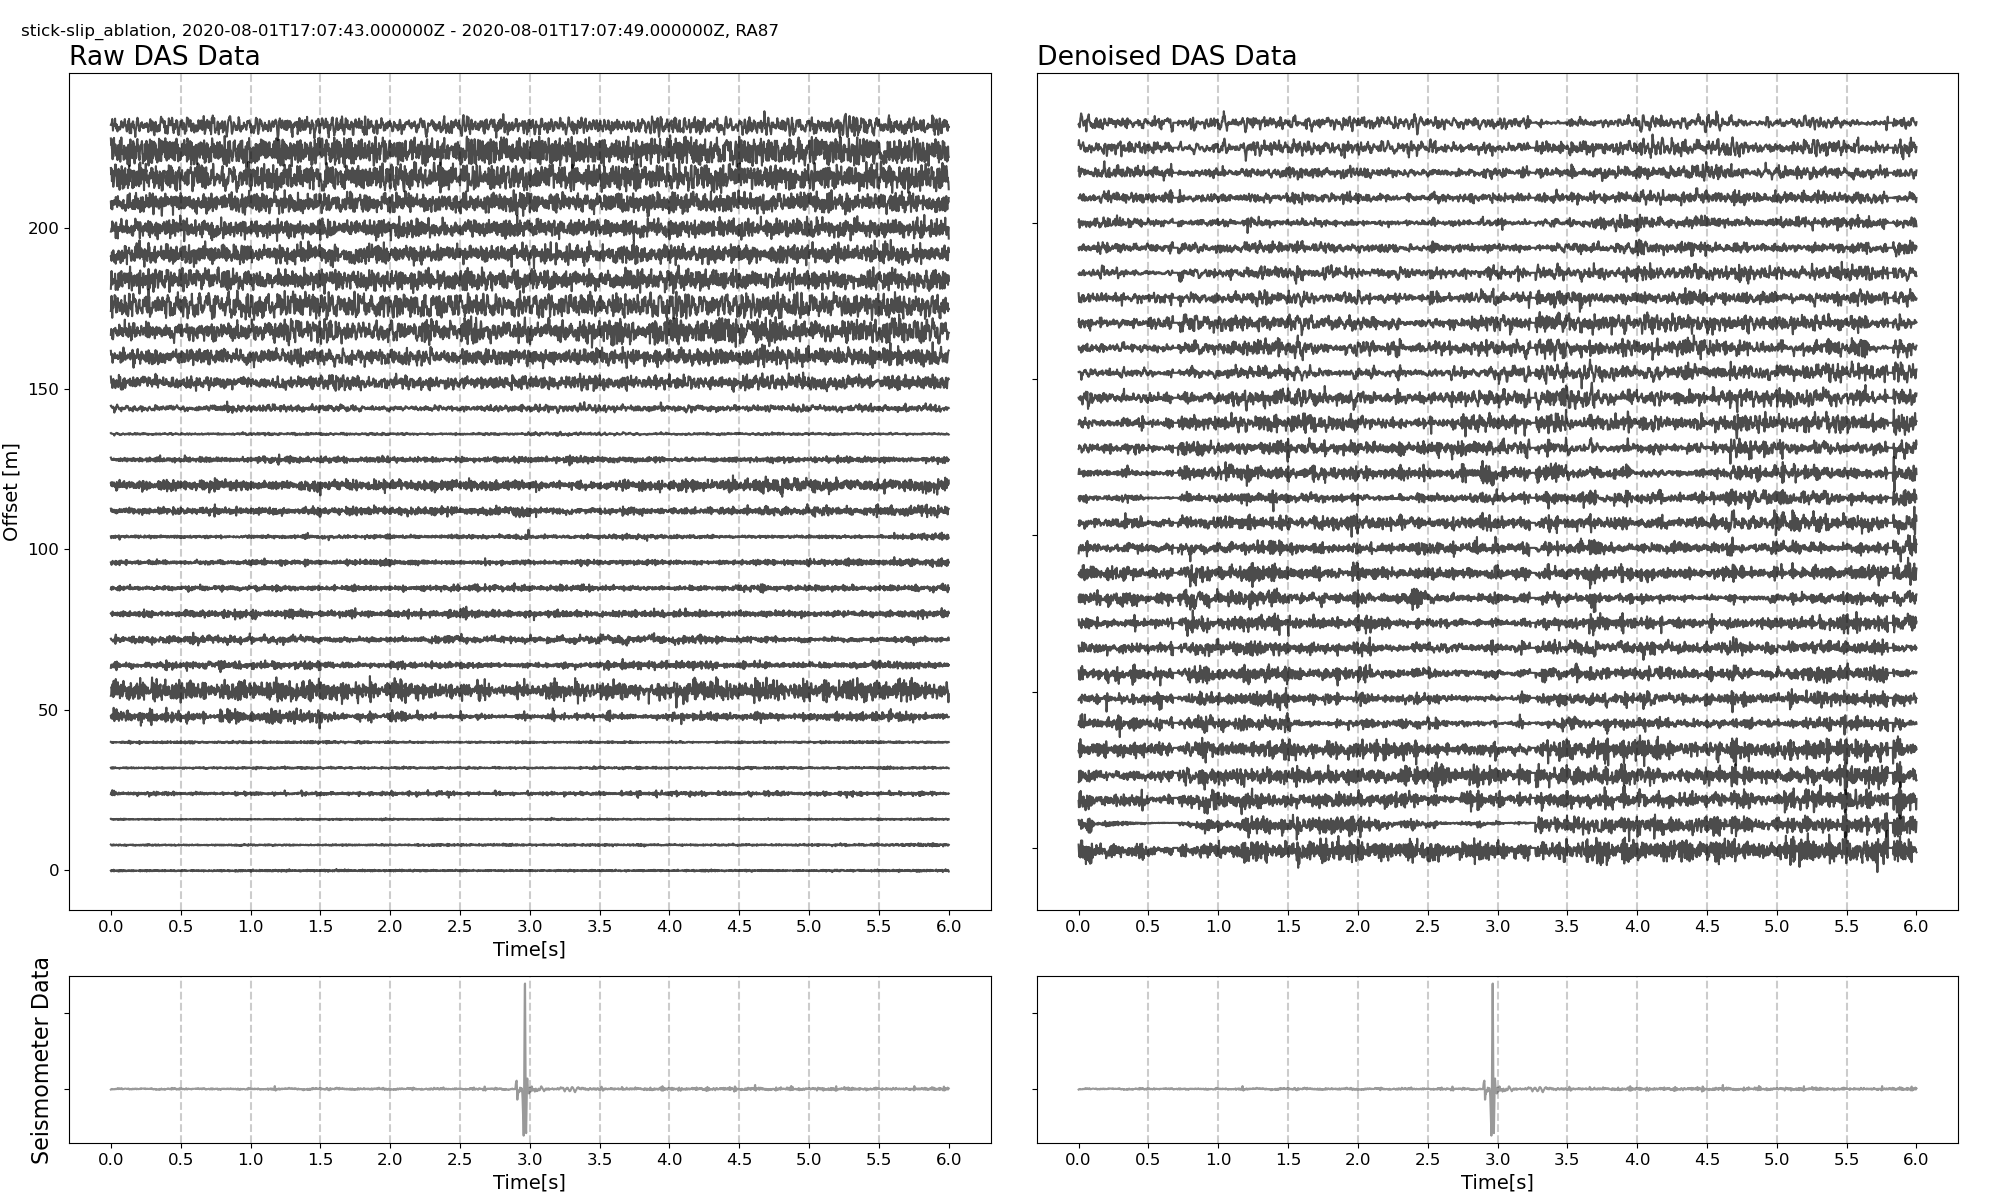 stick-slip_ablation, 2020-08-01T17:07:43.000000Z - 2020-08-01T17:07:49.000000Z, RA87
Raw DAS Data
Denoised DAS Data
Offset [m]
200
150
100
50
0
0.0 0.5 1.0 1.5 2.0 2.5 3.0 3.5 4.0 4.5 5.0 5.5 6.0
Time[s]
0.0 0.5 1.0 1.5 2.0 2.5 3.0 3.5 4.0 4.5 5.0 5.5 6.0
Seismometer Data
0.0 0.5 1.0 1.5 2.0 2.5 3.0 3.5 4.0 4.5 5.0 5.5 6.0
Time[s]
0.0 0.5 1.0 1.5 2.0 2.5 3.0 3.5 4.0 4.5 5.0 5.5 6.0
Time[s]